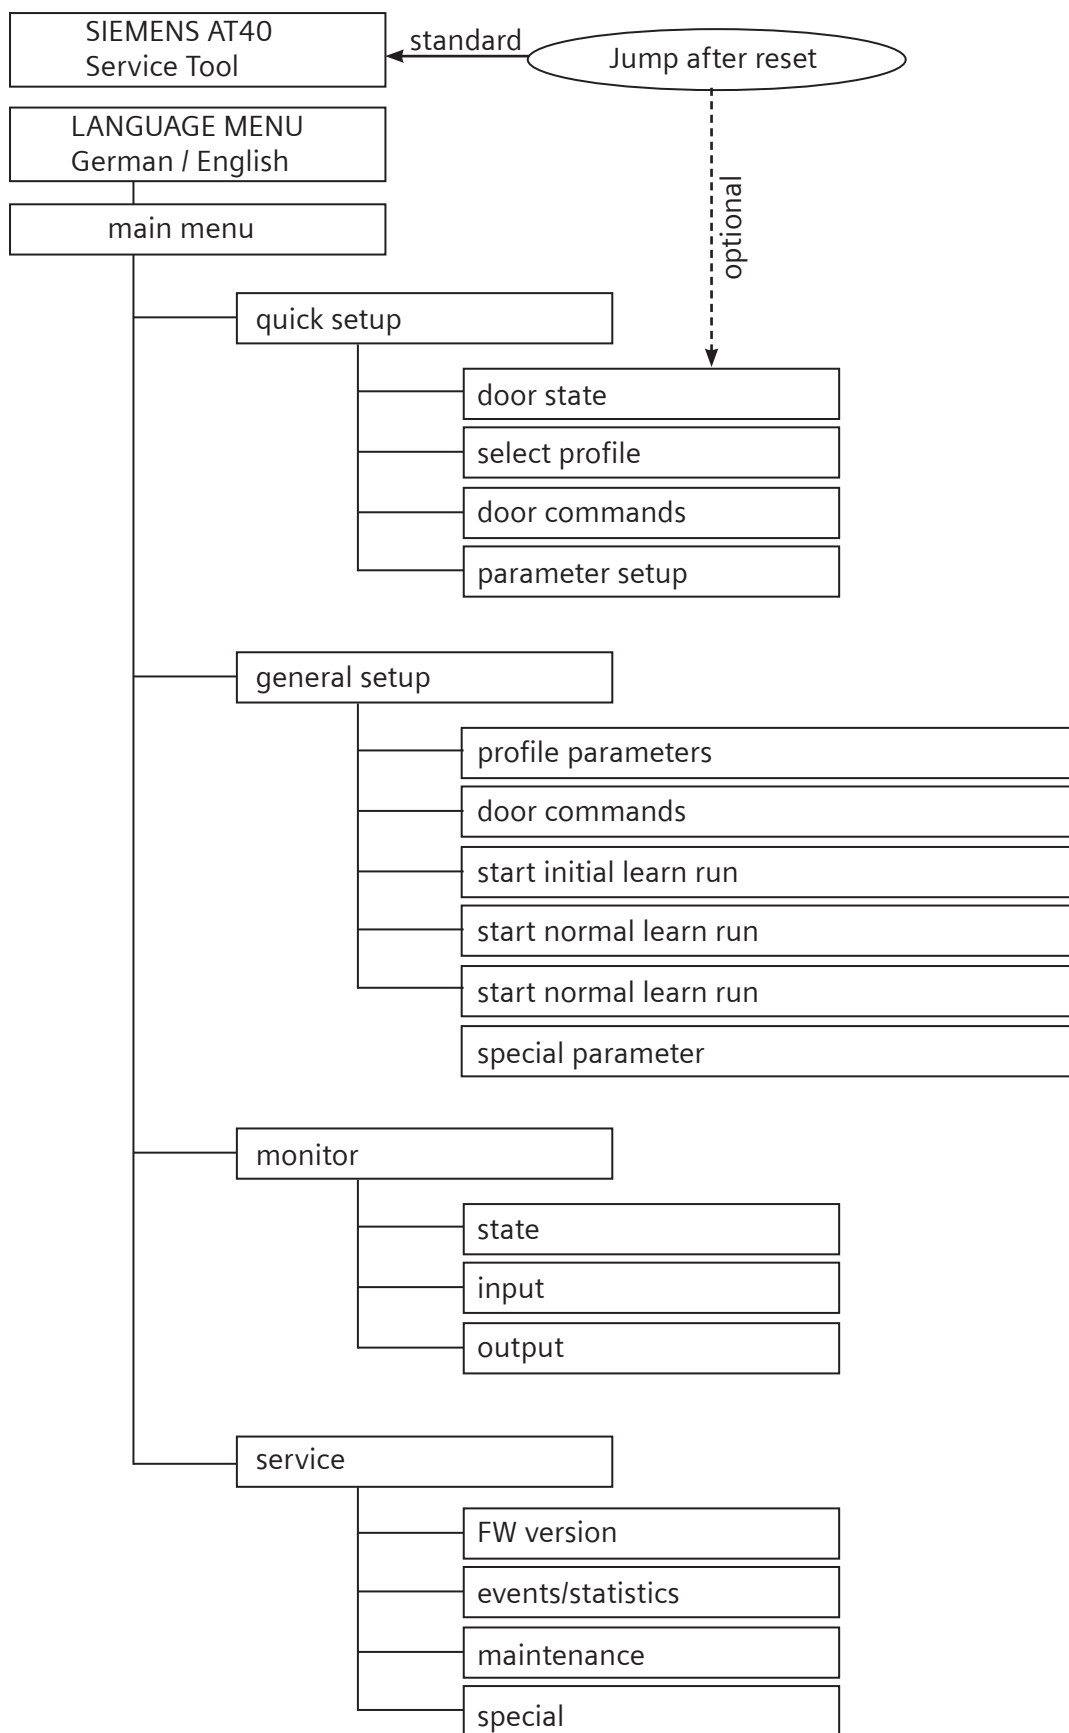 SIEMENS AT40
Service Tool
standard
Jump after reset
LANGUAGE MENU
German / English
main menu
optional
quick setup
door state
select profile
door commands
parameter setup
general setup
profile parameters
door commands
start initial learn run
start normal learn run
start normal learn run
special parameter
monitor
state
input
output
service
FW version
events/statistics
maintenance
special